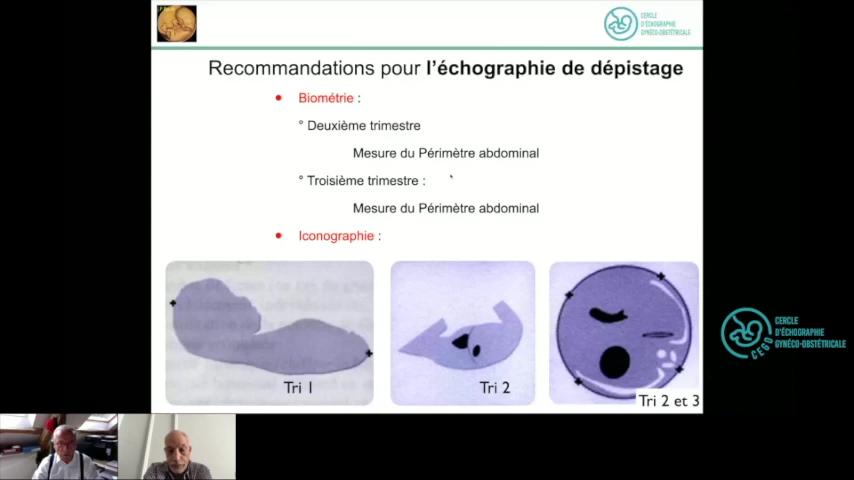 CERCLE
D'ÉCHOGRAPHIE
GYNÉCO-OBSTÉTRICALE
Recommandations pour l'échographie de dépistage
• Biométrie :
° Deuxième trimestre
Mesure du Périmètre abdominal
° Troisième trimestre :
Mesure du Périmètre abdominal
• Iconographie :
Tri 1
Tri 2
Tri 2 et 3
CEGO
CERCLE
D'ÉCHOGRAPHIE
GYNÉCO-OBSTÉTRICALE